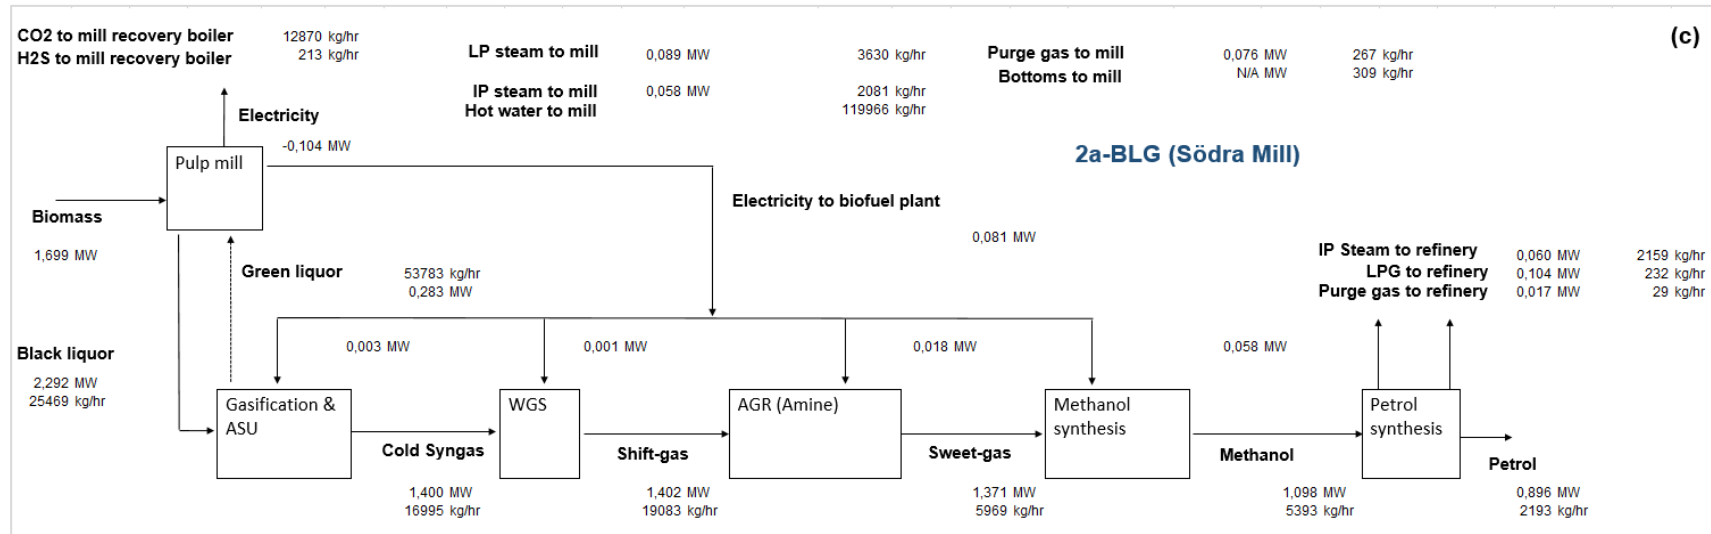 (c)
CO2 to mill recovery boiler 12870 kg/hr
H2S to mill recovery boiler 213 kg/hr
LP steam to mill 0,089 MW 3630 kg/hr
IP steam to mill 0,058 MW 2081 kg/hr
Hot water to mill 119966 kg/hr
Purge gas to mill 0,076 MW 267 kg/hr
Bottoms to mill N/A MW 309 kg/hr
Electricity
-0,104 MW
Pulp mill
2a-BLG (Södra Mill)
Biomass
1,699 MW
Electricity to biofuel plant
0,081 MW
Green liquor 53783 kg/hr
0,283 MW
IP Steam to refinery 0,060 MW 2159 kg/hr
LPG to refinery 0,104 MW 232 kg/hr
Purge gas to refinery 0,017 MW 29 kg/hr
Black liquor
2,292 MW
25469 kg/hr
0,003 MW
0,001 MW
0,018 MW
0,058 MW
Gasification &
ASU
WGS
AGR (Amine)
Methanol
synthesis
Petrol
synthesis
Cold Syngas
1,400 MW
16995 kg/hr
Shift-gas
1,402 MW
19083 kg/hr
Sweet-gas
1,371 MW
5969 kg/hr
Methanol
1,098 MW
5393 kg/hr
Petrol
0,896 MW
2193 kg/hr